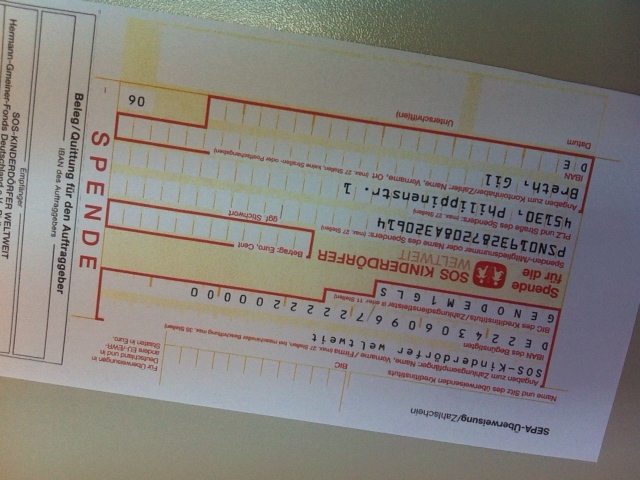 SEPA-Überweisung/Zahlschein
Name und Sitz des überweisenden Kreditinstituts
BIC
Für Überweisungen in
Deutschland und in
andere EU-/EWR-
Staaten in Euro.
Angaben zum Zahlungsempfänger: Name, Vorname / Firma (max. 27 Stellen, bei maschineller Beschriftung max. 35 Stellen)
SOS-Kinderdörfer weltweit
IBAN des Begünstigten
DE22430609672222200000
BIC des Kreditinstituts/Zahlungsdienstleisters (8 oder 11 Stellen)
GENODEM1GLS
Spende
für die
SOS KINDERDÖRFER
WELTWEIT
Betrag: Euro, Cent
Spenden-/Mitgliedsnummer oder Name des Spenders: (max. 27 Stellen)
ggf. Stichwort
PSN0193287208A320614
PLZ und Straße des Spenders: (max. 27 Stellen)
45130, Philippinenstr. 1
Angaben zum Kontoinhaber/Zahler: Name, Vorname, Ort (max. 27 Stellen, keine Straßen- oder Postfachangaben)
Breth, Gil
IBAN
DE
06
Datum
Unterschrift(en)
SPENDE
Beleg/Quittung für den Auftraggeber
IBAN des Auftraggebers
Empfänger
SOS-KINDERDÖRFER WELTWEIT
Hermann-Gmeiner-Fonds Deutschland e.V.